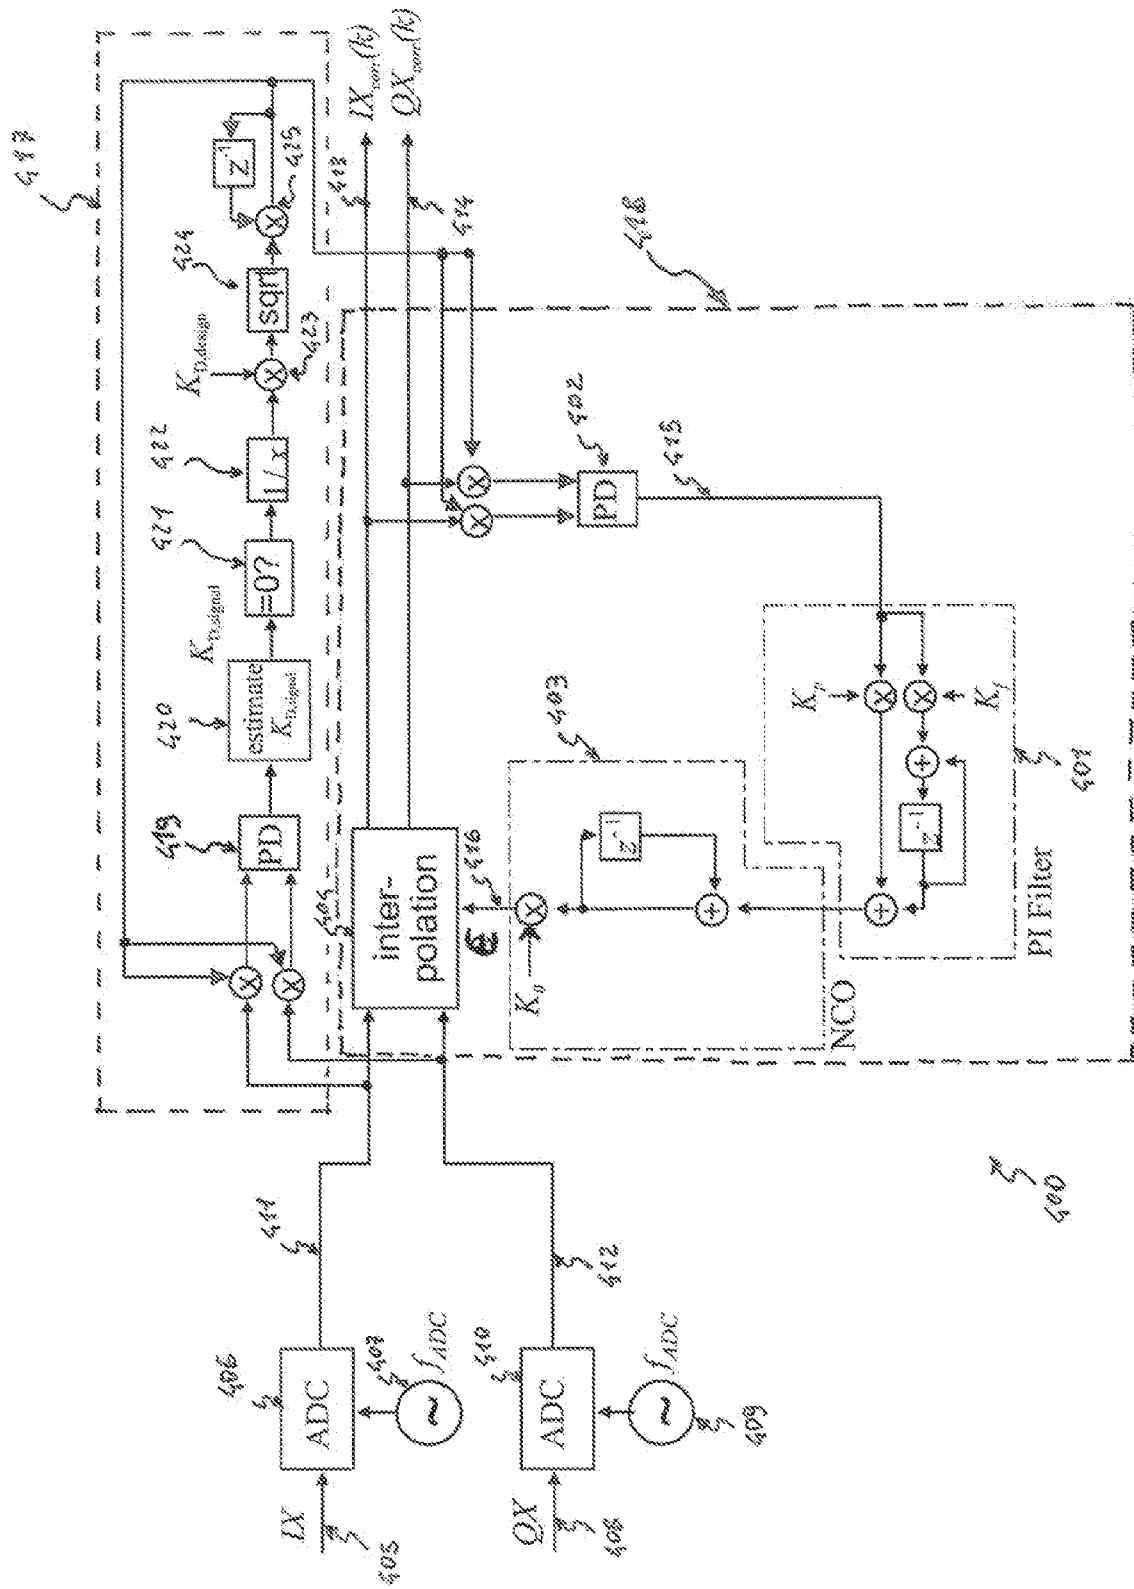 417
424
425
z⁻¹
sqrt
K_D,design
423
422
1/x
421
=0?
K_D,signal
420
estimate
K_D,signal
419
PD
413
IX_corr(k)
414
QX_corr(k)
418
404
inter-
polation
402
PD
415
416
Є
K_0
403
z⁻¹
NCO
K_p
K_I
z⁻¹
401
PI Filter
411
412
406
ADC
407
~
f_ADC
IX
405
410
ADC
~
f_ADC
409
QX
408
400